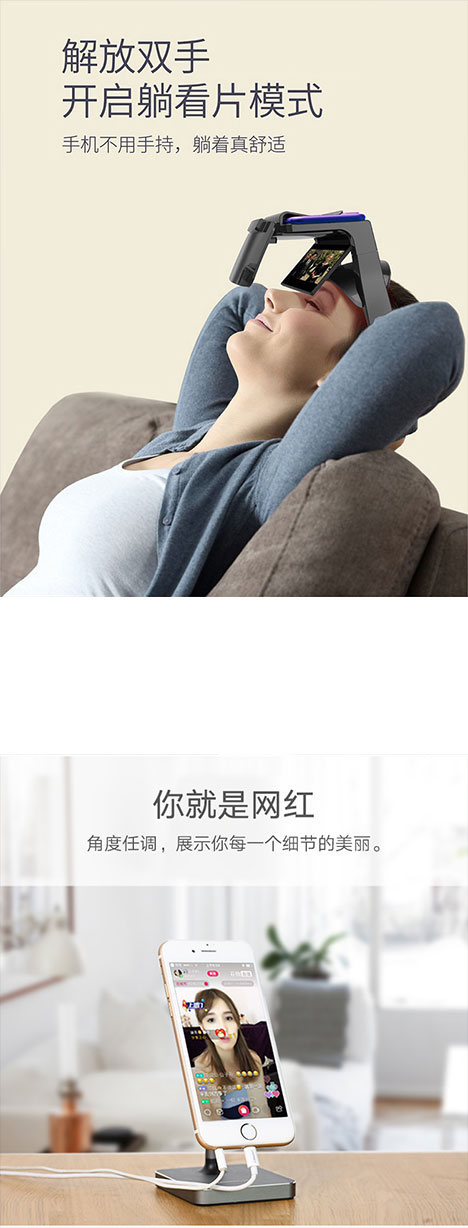 解放双手
开启躺看片模式
手机不用手持，躺着真舒适
你就是网红
角度任调，展示你每一个细节的美丽。